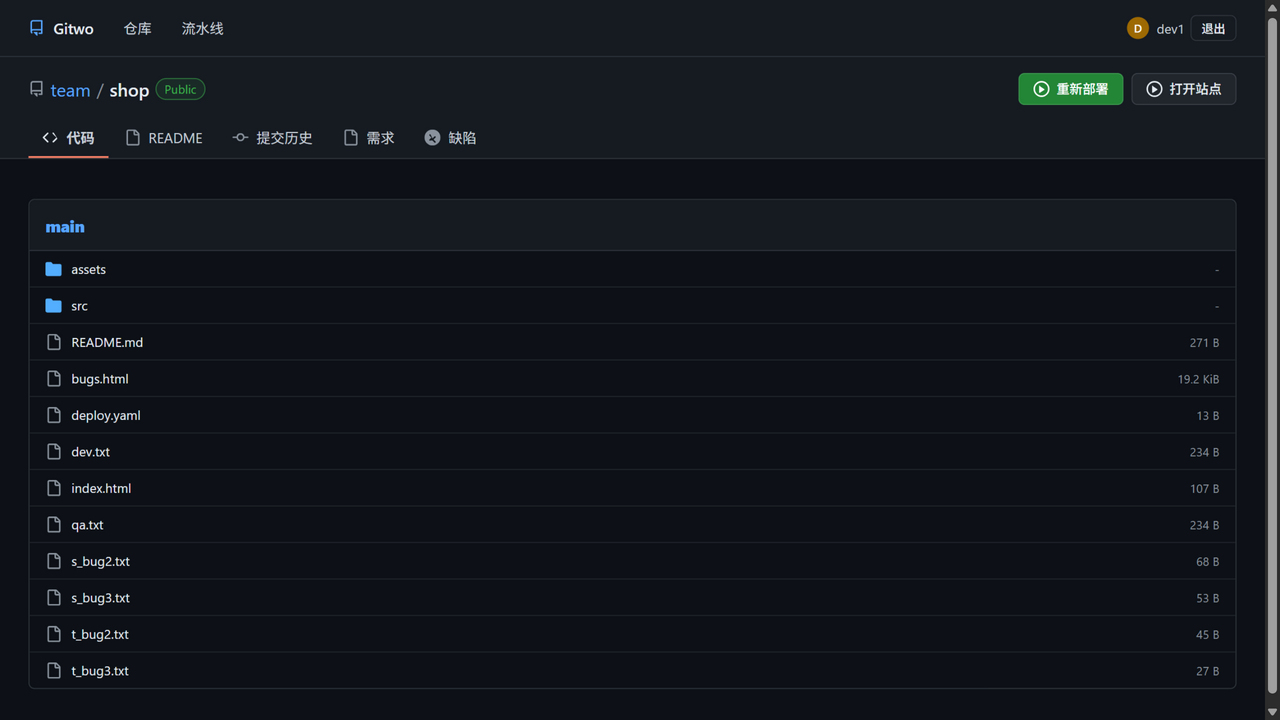 Gitwo 仓库 流水线 D dev1 退出
team / shop Public 重新部署 打开站点
代码 README 提交历史 需求 缺陷
main
assets -
src -
README.md 271 B
bugs.html 19.2 KiB
deploy.yaml 13 B
dev.txt 234 B
index.html 107 B
qa.txt 234 B
s_bug2.txt 68 B
s_bug3.txt 53 B
t_bug2.txt 45 B
t_bug3.txt 27 B